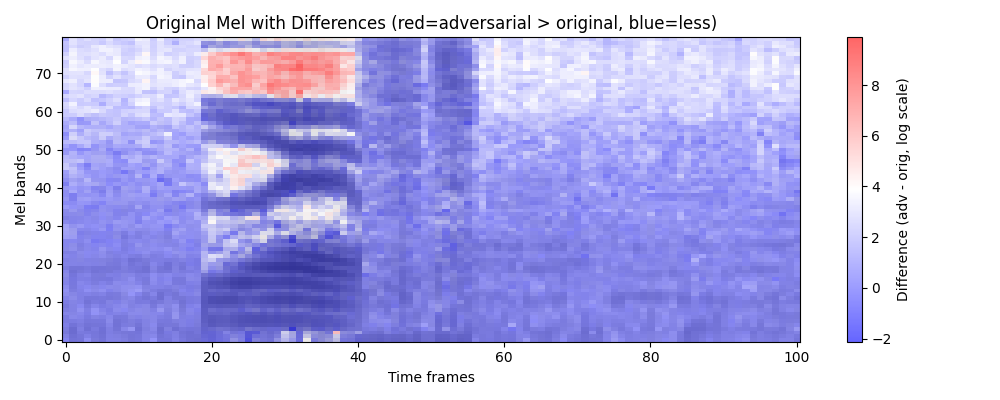 Original Mel with Differences (red=adversarial > original, blue=less)
70
60
50
40
30
20
10
0
Mel bands
0 20 40 60 80 100
Time frames
8
6
4
2
0
−2
Difference (adv - orig, log scale)